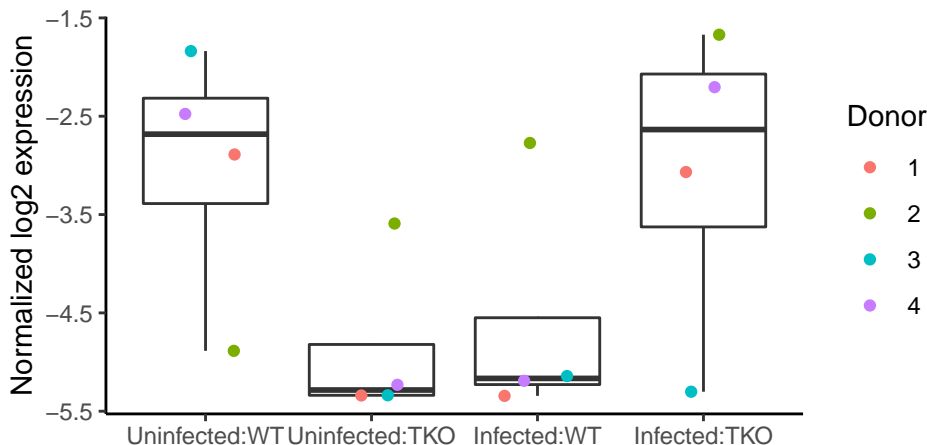 Normalized log2 expression
−1.5
−2.5
−3.5
−4.5
−5.5
Uninfected:WT
Uninfected:TKO
Infected:WT
Infected:TKO
Donor
1
2
3
4